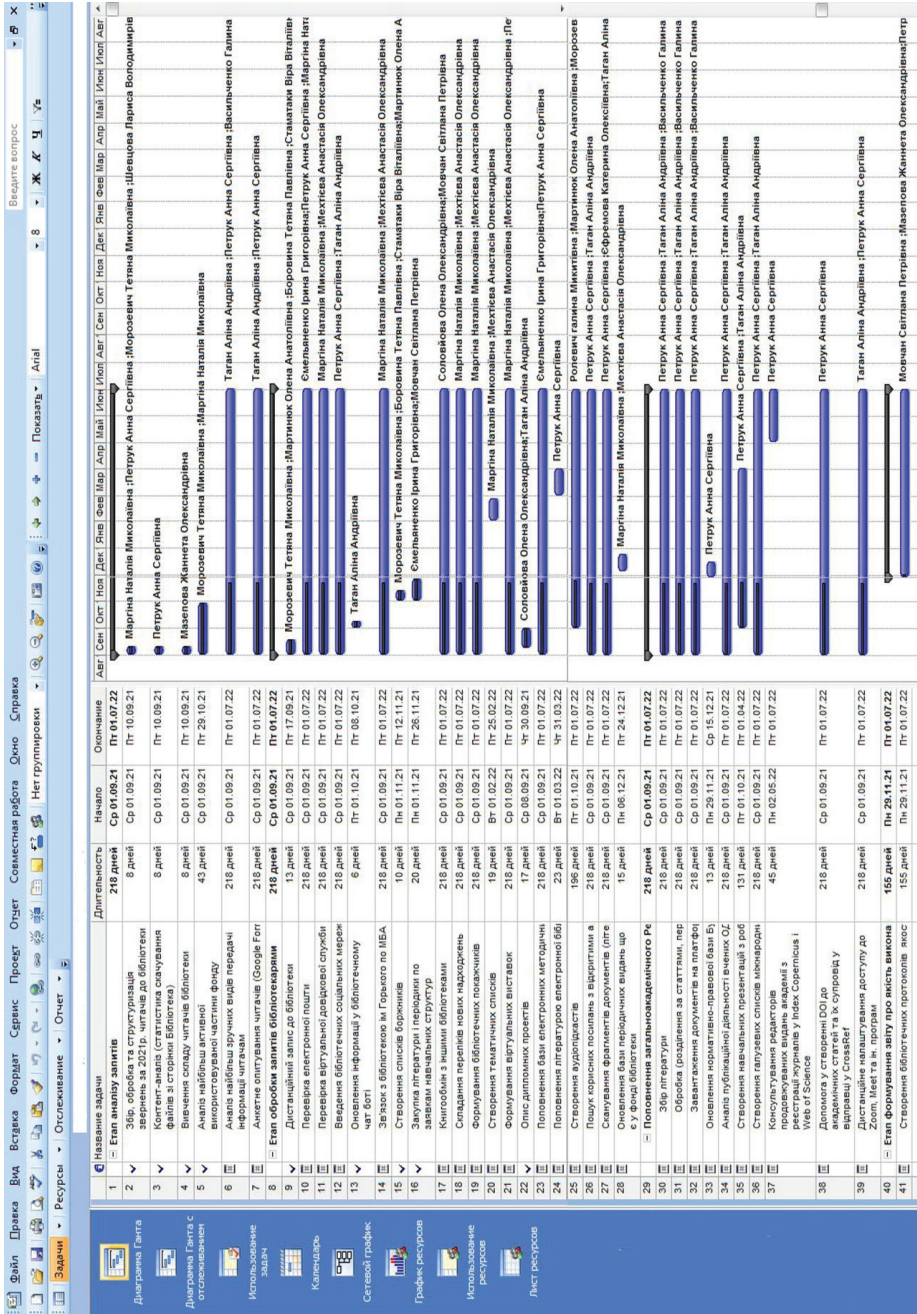 Файл Правка Вид Вставка Формат Сервис Проект Отчет Совместная работа Окно Справка
Введите вопрос
Нет группировки
Показать Arial 8 Ж К Ч
Задачи Ресурсы Отслеживание Отчет
Диаграмма Ганта
Диаграмма Ганта с отслеживанием
Использование задач
Календарь
Сетевой график
График ресурсов
Использование ресурсов
Лист ресурсов
Название задачи Длительность Начало Окончание
Авг Сен Окт Ноя Дек Янв Фев Мар Апр Май Июн Июл Авг Сен Окт Ноя Дек Янв Фев Мар Апр Май Июн Июл Авг
1 Етап аналізу запитів 218 дней Ср 01.09.21 Пт 01.07.22
2 Збір, обробка та структуризація
звернень за 2021р. читачів до бібліотеки 8 дней Ср 01.09.21 Пт 10.09.21 Маргіна Наталія Миколаївна ;Петрук Анна Сергіївна ;Морозевич Тетяна Миколаївна ;Шевцова Лариса Володимирів
3 Контент-аналіз (статистика скачування
файлів зі сторінки Бібліотека) 8 дней Ср 01.09.21 Пт 10.09.21 Петрук Анна Сергіївна
4 Вивчення складу читачів бібліотеки 8 дней Ср 01.09.21 Пт 10.09.21 Мазепова Жаннета Олександрівна
5 Аналіз найбільш активної
використовуваної частини фонду 43 дней Ср 01.09.21 Пт 29.10.21 Морозевич Тетяна Миколаївна ;Маргіна Наталія Миколаївна
6 Аналіз найбільш зручних видів передачі
інформації читачам 218 дней Ср 01.09.21 Пт 01.07.22 Таган Аліна Андріївна ;Петрук Анна Сергіївна ;Васильченко Галина
7 Анкетне опитування читачів (Google Forr 218 дней Ср 01.09.21 Пт 01.07.22 Таган Аліна Андріївна ;Петрук Анна Сергіївна
8 Етап обробки запитів бібліотекарями 218 дней Ср 01.09.21 Пт 01.07.22
9 Дистанційний запис до бібліотеки 13 дней Ср 01.09.21 Пт 17.09.21 Морозевич Тетяна Миколаївна ;Мартинюк Олена Анатоліївна ;Боровина Тетяна Павлівна ;Стаматаки Віра Віталіївн
10 Перевірка електронної пошти 218 дней Ср 01.09.21 Пт 01.07.22 Ємельяненко Ірина Григорівна;Петрук Анна Сергіївна ;Маргіна Ната
11 Перевірка віртуальної довідкової служби 218 дней Ср 01.09.21 Пт 01.07.22 Маргіна Наталія Миколаївна ;Мехтієва Анастасія Олександрівна
12 Ведення бібліотечних соціальних мереж 218 дней Ср 01.09.21 Пт 01.07.22 Петрук Анна Сергіївна ;Таган Аліна Андріївна
13 Оновлення інформації у бібліотечному
чат боті 6 дней Пт 01.10.21 Пт 08.10.21 Таган Аліна Андріївна
14 Зв'язок з бібліотекою ім Горького по МБА 218 дней Ср 01.09.21 Пт 01.07.22 Маргіна Наталія Миколаївна ;Мехтієва Анастасія Олександрівна
15 Створення списків боржників 10 дней Пн 01.11.21 Пт 12.11.21 Морозевич Тетяна Миколаївна ;Боровина Тетяна Павлівна ;Стаматаки Віра Віталіївна;Мартинюк Олена А
16 Закупка літератури і періодики по
заявкам навчальних структур 20 дней Пн 01.11.21 Пт 26.11.21 Ємельяненко Ірина Григорівна;Мовчан Світлана Петрівна
17 Книгообмін з іншими бібліотеками 218 дней Ср 01.09.21 Пт 01.07.22 Соловйова Олена Олександрівна;Мовчан Світлана Петрівна
18 Складання переліків нових надходжень 218 дней Ср 01.09.21 Пт 01.07.22 Маргіна Наталія Миколаївна ;Мехтієва Анастасія Олександрівна
19 Формування бібліотечних покажчиків 218 дней Ср 01.09.21 Пт 01.07.22 Маргіна Наталія Миколаївна ;Мехтієва Анастасія Олександрівна
20 Створення тематичних списків 19 дней Вт 01.02.22 Пт 25.02.22 Маргіна Наталія Миколаївна ;Мехтієва Анастасія Олександрівна
21 Формування віртуальних виставок 218 дней Ср 01.09.21 Пт 01.07.22 Маргіна Наталія Миколаївна ;Мехтієва Анастасія Олександрівна ;Пет
22 Опис дипломних проектів 17 дней Ср 08.09.21 Чт 30.09.21 Соловйова Олена Олександрівна;Таган Аліна Андріївна
23 Поповнення бази електронних методични 218 дней Ср 01.09.21 Пт 01.07.22 Ємельяненко Ірина Григорівна;Петрук Анна Сергіївна
24 Поповнення літературою електронної бібл 23 дней Вт 01.03.22 Чт 31.03.22 Петрук Анна Сергіївна
25 Створення аудіопідкастів 196 дней Пт 01.10.21 Пт 01.07.22 Ролевич галина Микитівна ;Мартинюк Олена Анатоліївна ;Морозев
26 Пошук корисних посилань з відкритими а 218 дней Ср 01.09.21 Пт 01.07.22 Петрук Анна Сергіївна ;Таган Аліна Андріївна
27 Сканування фрагментів документів (літе 218 дней Ср 01.09.21 Пт 01.07.22 Петрук Анна Сергіївна ;Єфремова Катерина Олексіївна;Таган Аліна
28 Оновлення бази періодичних видань що
є у фонді бібліотеки 15 дней Пн 06.12.21 Пт 24.12.21 Маргіна Наталія Миколаївна ;Мехтієва Анастасія Олександрівна
29 Поповнення загальноакадемічного Ре 218 дней Ср 01.09.21 Пт 01.07.22
30 Збір літератури 218 дней Ср 01.09.21 Пт 01.07.22 Петрук Анна Сергіївна ;Таган Аліна Андріївна ;Васильченко Галина
31 Обробка (розділення за статтями, пер 218 дней Ср 01.09.21 Пт 01.07.22 Петрук Анна Сергіївна ;Таган Аліна Андріївна ;Васильченко Галина
32 Завантаження документів на платфор 218 дней Ср 01.09.21 Пт 01.07.22 Петрук Анна Сергіївна ;Таган Аліна Андріївна ;Васильченко Галина
33 Оновлення нормативно-правової бази Бу 13 дней Пн 29.11.21 Ср 15.12.21 Петрук Анна Сергіївна
34 Аналіз публікаційної діяльності вчених ОД 218 дней Ср 01.09.21 Пт 01.07.22 Петрук Анна Сергіївна ;Таган Аліна Андріївна
35 Створення навчальних презентацій з роб 131 дней Пт 01.10.21 Пт 01.04.22 Петрук Анна Сергіївна ;Таган Аліна Андріївна
36 Створення галузевих списків міжнародни 218 дней Ср 01.09.21 Пт 01.07.22 Петрук Анна Сергіївна ;Таган Аліна Андріївна
37 Консультування редакторів
продовжуваних видань академії з
реєстрації журналів у Index Copernicus і
Web of Science 45 дней Пн 02.05.22 Пт 01.07.22 Петрук Анна Сергіївна
38 Допомога у створенні DOI до
академічних статей та їх супровід у
відправці у CrossRef 218 дней Ср 01.09.21 Пт 01.07.22 Петрук Анна Сергіївна
39 Дистанційне налаштування доступу до
Zoom, Meet та ін. програм 218 дней Ср 01.09.21 Пт 01.07.22 Таган Аліна Андріївна ;Петрук Анна Сергіївна
40 Етап формування звіту про якість викона 155 дней Пн 29.11.21 Пт 01.07.22
41 Створення бібліотечних протоколів якос 155 дней Пн 29.11.21 Пт 01.07.22 Мовчан Світлана Петрівна ;Мазепова Жаннета Олександрівна;Петр